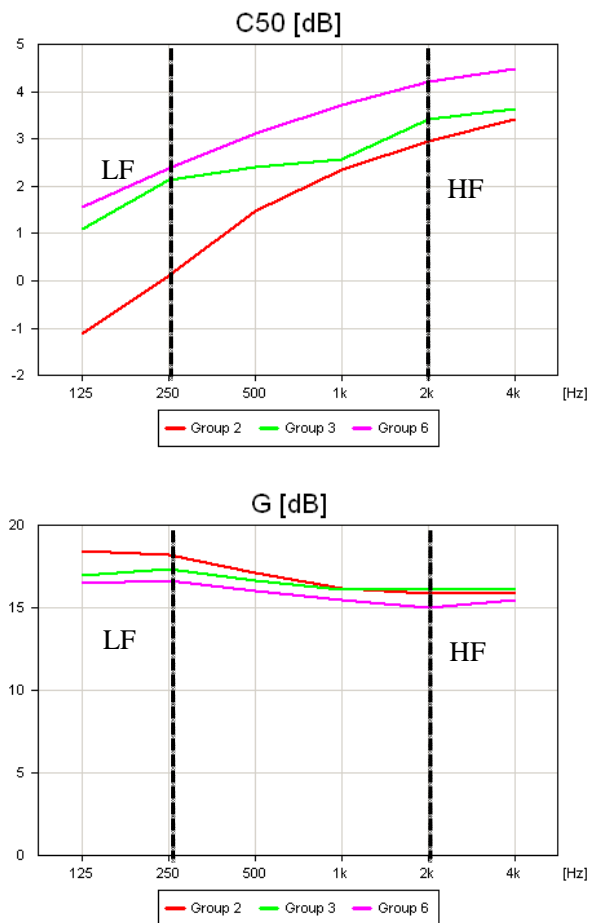 C50 [dB]
5
4
3
2
1
0
-1
-2
LF
HF
125 250 500 1k 2k 4k [Hz]
Group 2 Group 3 Group 6
G [dB]
20
15
10
5
0
LF
HF
125 250 500 1k 2k 4k [Hz]
Group 2 Group 3 Group 6